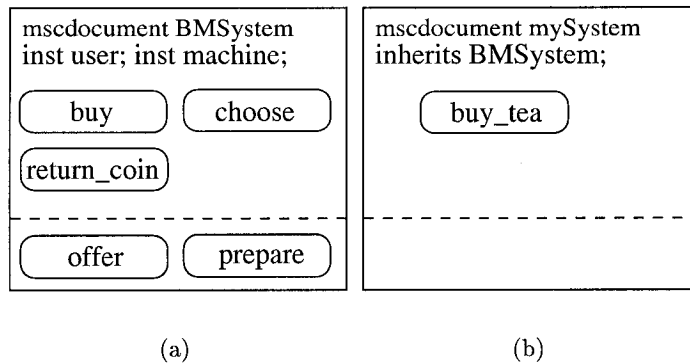 mscdocument BMSystem
inst user; inst machine;
buy choose
return_coin
offer prepare
(a)
mscdocument mySystem
inherits BMSystem;
buy_tea
(b)